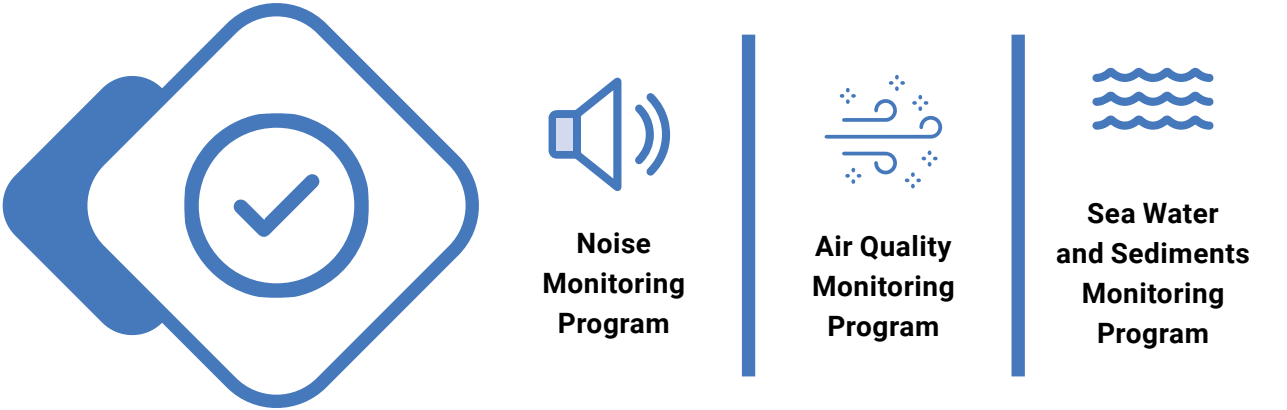 Noise
Monitoring
Program
Air Quality
Monitoring
Program
Sea Water
and Sediments
Monitoring
Program